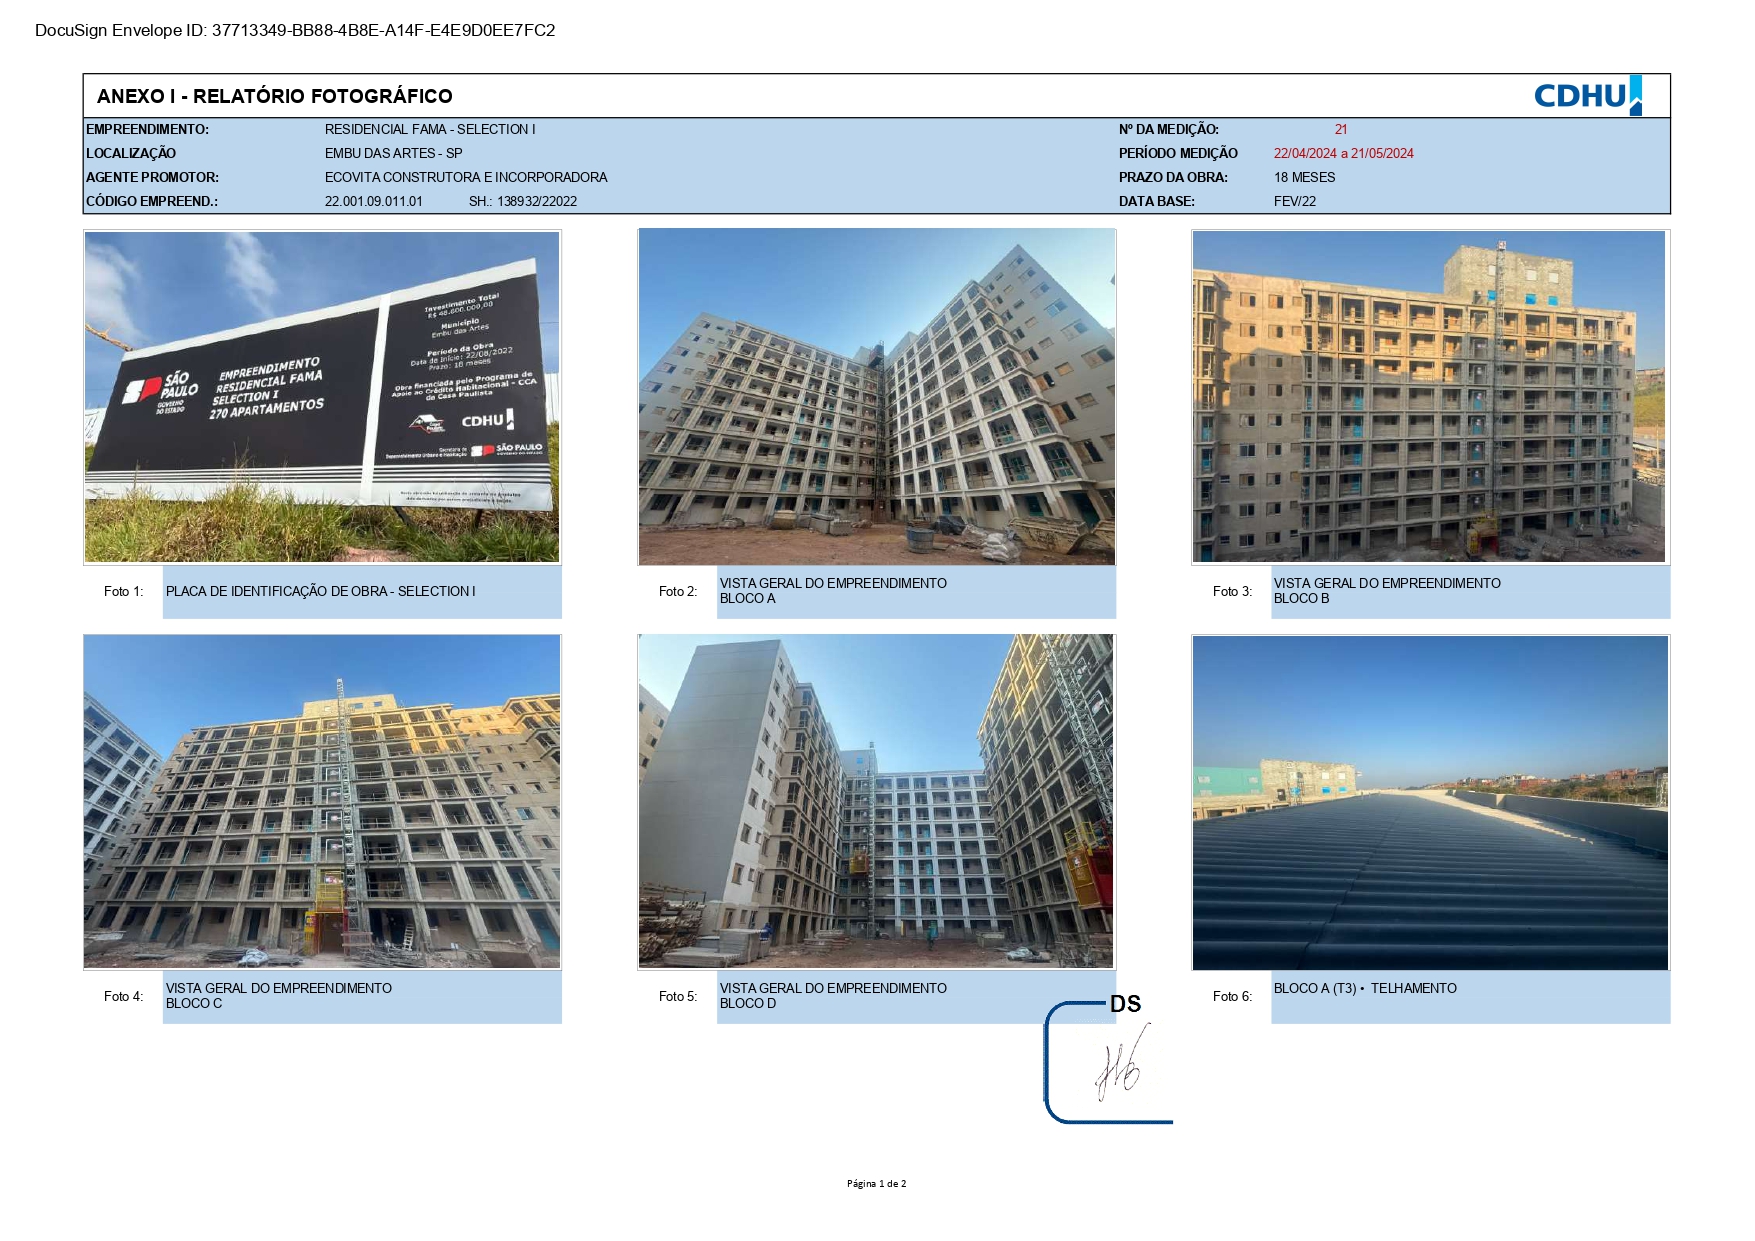 DocuSign Envelope ID: 37713349-BB88-4B8E-A14F-E4E9D0EE7FC2
ANEXO I - RELATÓRIO FOTOGRÁFICO
CDHU
EMPREENDIMENTO: RESIDENCIAL FAMA - SELECTION I Nº DA MEDIÇÃO: 21
LOCALIZAÇÃO EMBU DAS ARTES - SP PERÍODO MEDIÇÃO 22/04/2024 a 21/05/2024
AGENTE PROMOTOR: ECOVITA CONSTRUTORA E INCORPORADORA PRAZO DA OBRA: 18 MESES
CÓDIGO EMPREEND.: 22.001.09.011.01 SH.: 138932/22022 DATA BASE: FEV/22
SÃO PAULO
GOVERNO DO ESTADO
EMPREENDIMENTO
RESIDENCIAL FAMA
SELECTION I
270 APARTAMENTOS
Investimento Total
Município
Embu das Artes
Período da Obra
Data de Início: 22/08/2022
Prazo: 18 meses
Obra financiada pelo Programa de
Apoio ao Crédito Habitacional - CCA
da Casa Paulista
CDHU
SÃO PAULO
Foto 1: PLACA DE IDENTIFICAÇÃO DE OBRA - SELECTION I
Foto 2: VISTA GERAL DO EMPREENDIMENTO
BLOCO A
Foto 3: VISTA GERAL DO EMPREENDIMENTO
BLOCO B
Foto 4: VISTA GERAL DO EMPREENDIMENTO
BLOCO C
Foto 5: VISTA GERAL DO EMPREENDIMENTO
BLOCO D
Foto 6: BLOCO A (T3) • TELHAMENTO
DS
Página 1 de 2